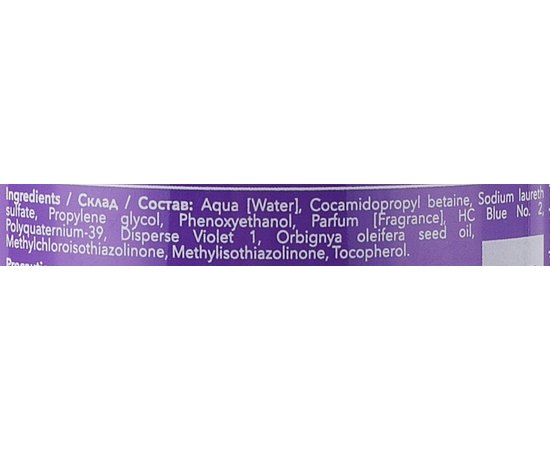 Ingredients / Склад / Состав: Aqua [Water], Cocamidopropyl betaine, Sodium laureth
sulfate, Propylene glycol, Phenoxyethanol, Parfum [Fragrance], HC Blue No. 2,
Polyquaternium-39, Disperse Violet 1, Orbignya oleifera seed oil,
Methylchloroisothiazolinone, Methylisothiazolinone, Tocopherol.